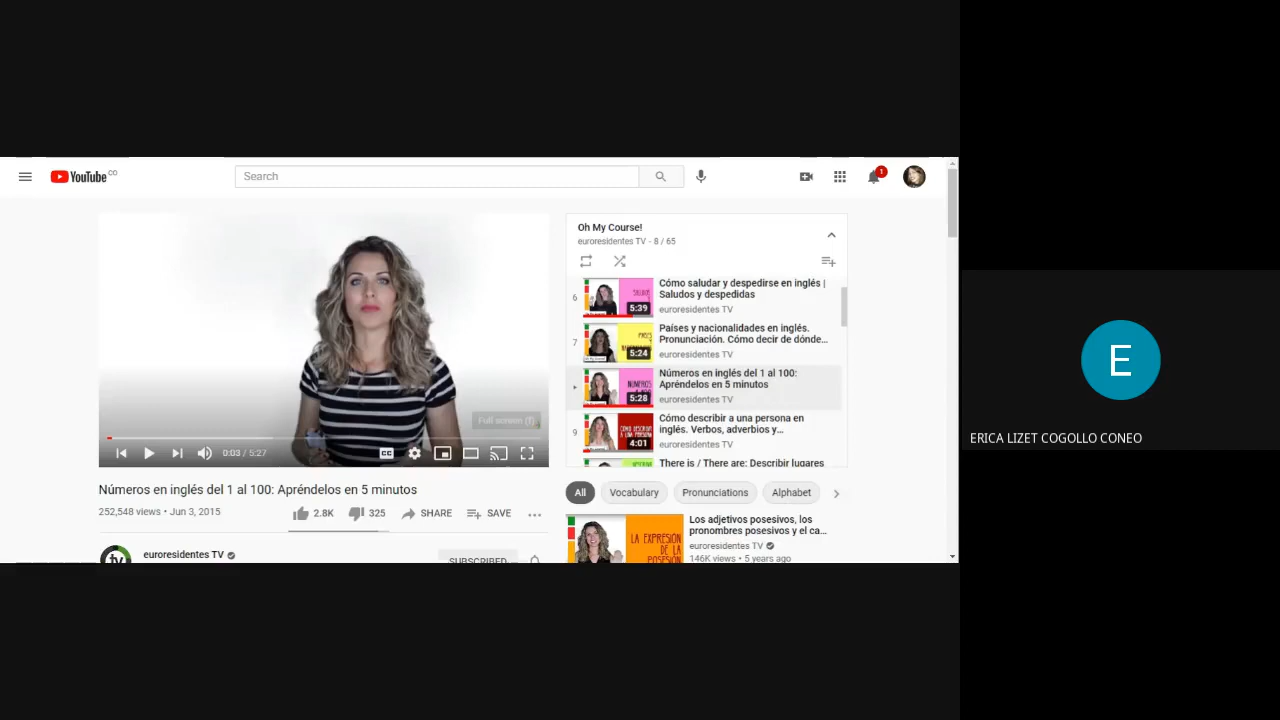 YouTube CO
Search
1
Full screen (f)
0:03 / 5:27
CC
Números en inglés del 1 al 100: Apréndelos en 5 minutos
252,548 views • Jun 3, 2015
2.8K
325
SHARE
SAVE
euroresidentes TV
SUBSCRIBED
Oh My Course!
euroresidentes TV - 8 / 65
6
5:39
Cómo saludar y despedirse en inglés |
Saludos y despedidas
euroresidentes TV
7
5:24
Países y nacionalidades en inglés.
Pronunciación. Cómo decir de dónde...
euroresidentes TV
5:28
Números en inglés del 1 al 100:
Apréndelos en 5 minutos
euroresidentes TV
9
4:01
Cómo describir a una persona en
inglés. Verbos, adverbios y...
euroresidentes TV
There is / There are: Describir lugares
All
Vocabulary
Pronunciations
Alphabet
LA EXPRESIÓN
DE LA
POSESIÓN
Los adjetivos posesivos, los
pronombres posesivos y el ca...
euroresidentes TV
146K views • 5 years ago
E
ERICA LIZET COGOLLO CONEO